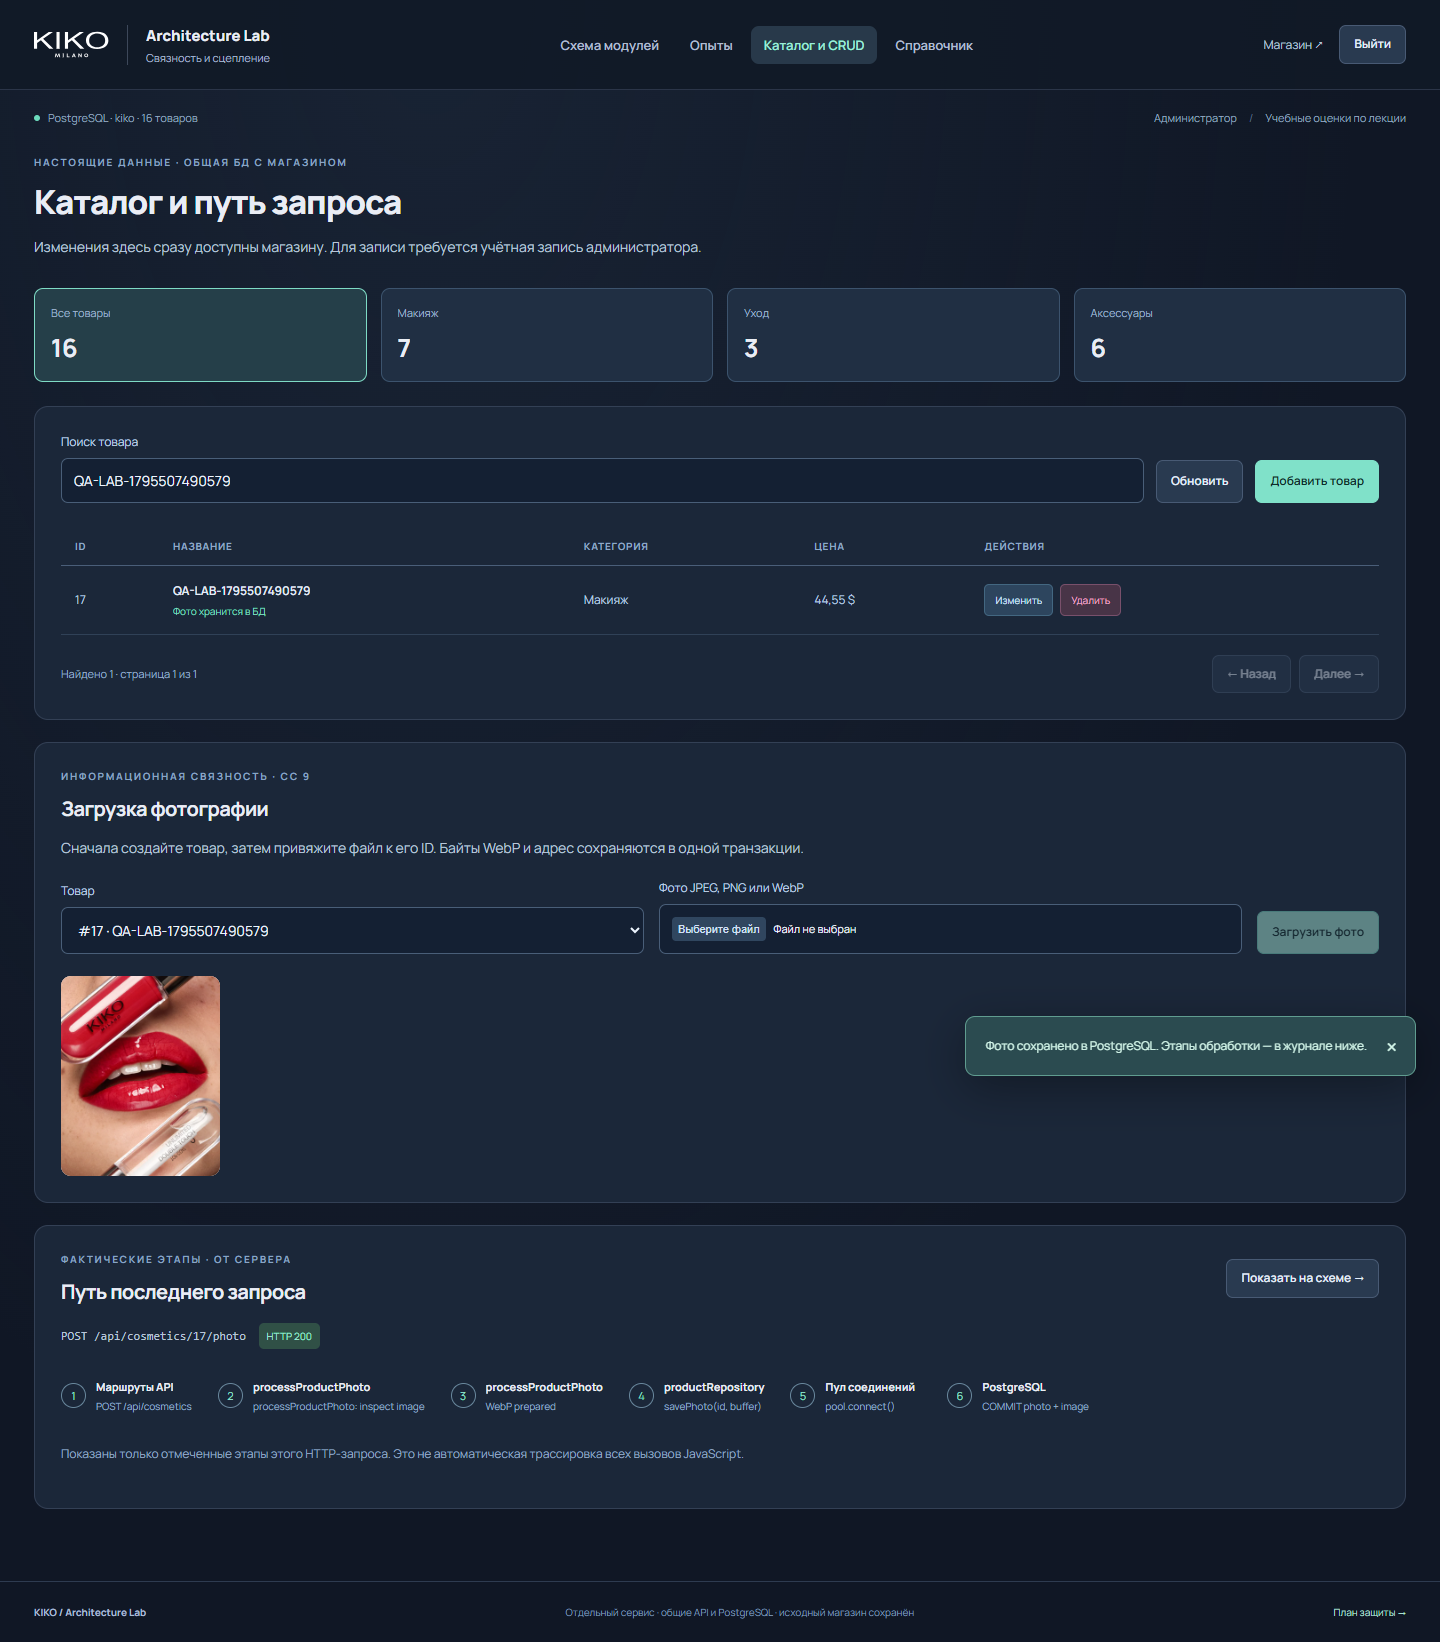 KIKO
MILANO
Architecture Lab
Связность и сцепление
Схема модулей
Опыты
Каталог и CRUD
Справочник
Магазин ↗
Выйти
PostgreSQL · kiko · 16 товаров
Администратор / Учебные оценки по лекции
НАСТОЯЩИЕ ДАННЫЕ · ОБЩАЯ БД С МАГАЗИНОМ
Каталог и путь запроса
Изменения здесь сразу доступны магазину. Для записи требуется учётная запись администратора.
Все товары
16
Макияж
7
Уход
3
Аксессуары
6
Поиск товара
QA-LAB-1795507490579
Обновить
Добавить товар
ID НАЗВАНИЕ КАТЕГОРИЯ ЦЕНА ДЕЙСТВИЯ
17
QA-LAB-1795507490579
Фото хранится в БД
Макияж
44,55 $
Изменить
Удалить
Найдено 1 · страница 1 из 1
← Назад
Далее →
ИНФОРМАЦИОННАЯ СВЯЗНОСТЬ · СС 9
Загрузка фотографии
Сначала создайте товар, затем привяжите файл к его ID. Байты WebP и адрес сохраняются в одной транзакции.
Товар
#17 · QA-LAB-1795507490579
Фото JPEG, PNG или WebP
Выберите файл Файл не выбран
Загрузить фото
KIKO
Фото сохранено в PostgreSQL. Этапы обработки — в журнале ниже. ×
ФАКТИЧЕСКИЕ ЭТАПЫ · ОТ СЕРВЕРА
Путь последнего запроса
Показать на схеме →
POST /api/cosmetics/17/photo HTTP 200
1 Маршруты API
POST /api/cosmetics
2 processProductPhoto
processProductPhoto: inspect image
3 processProductPhoto
WebP prepared
4 productRepository
savePhoto(id, buffer)
5 Пул соединений
pool.connect()
6 PostgreSQL
COMMIT photo + image
Показаны только отмеченные этапы этого HTTP-запроса. Это не автоматическая трассировка всех вызовов JavaScript.
KIKO / Architecture Lab
Отдельный сервис · общие API и PostgreSQL · исходный магазин сохранён
План защиты →